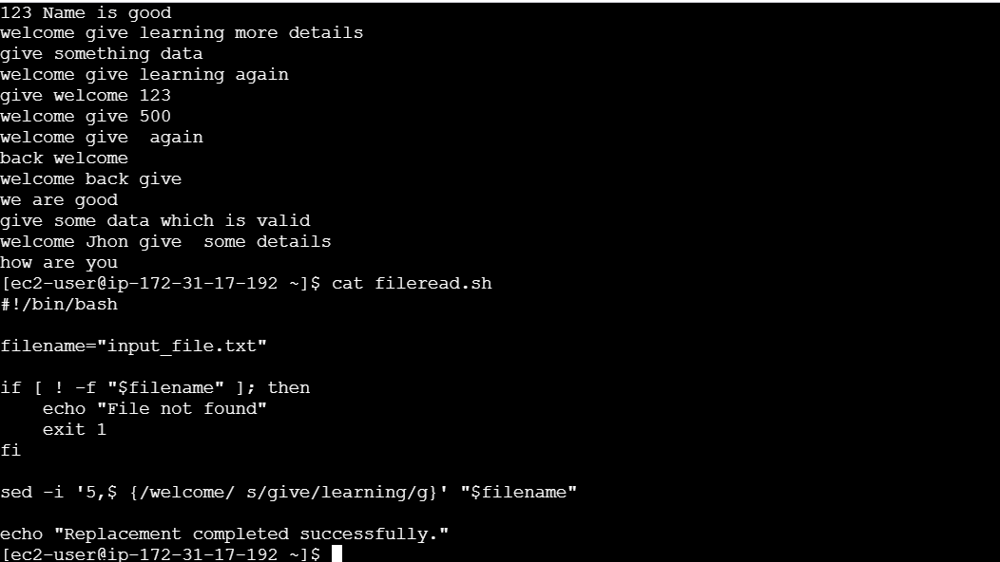 123 Name is good
welcome give learning more details
give something data
welcome give learning again
give welcome 123
welcome give 500
welcome give  again
back welcome
welcome back give
we are good
give some data which is valid
welcome Jhon give  some details
how are you
[ec2-user@ip-172-31-17-192 ~]$ cat fileread.sh
#!/bin/bash

filename="input_file.txt"

if [ ! -f "$filename" ]; then
    echo "File not found"
    exit 1
fi

sed -i '5,$ {/welcome/ s/give/learning/g}' "$filename"

echo "Replacement completed successfully."
[ec2-user@ip-172-31-17-192 ~]$